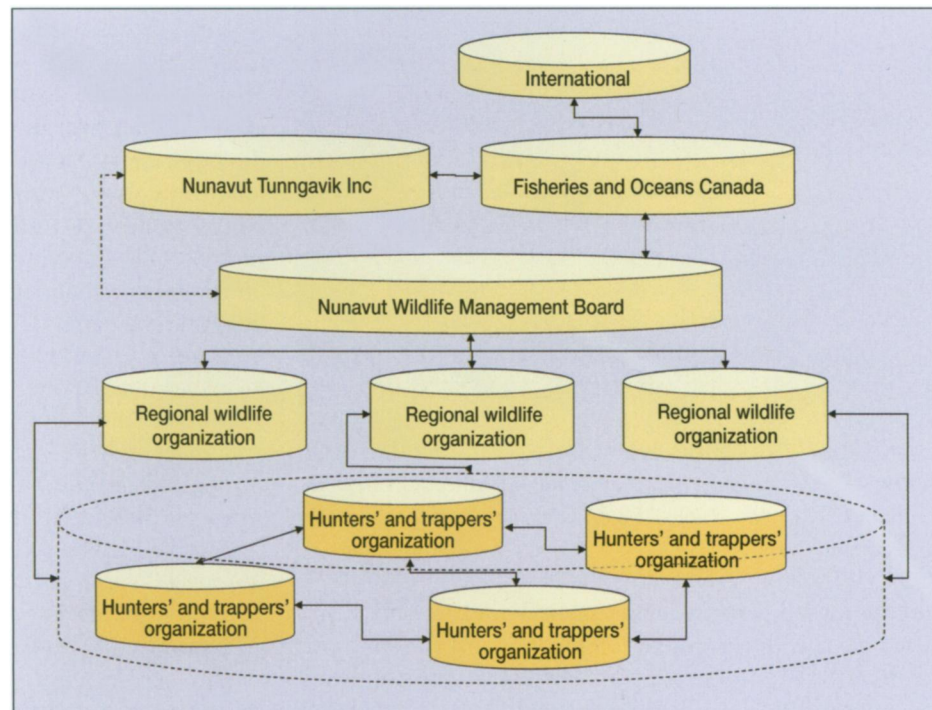 International
Nunavut Tunngavik Inc
Fisheries and Oceans Canada
Nunavut Wildlife Management Board
Regional wildlife
organization
Regional wildlife
organization
Regional wildlife
organization
Hunters' and trappers'
organization
Hunters' and trappers'
organization
Hunters' and trappers'
organization
Hunters' and trappers'
organization